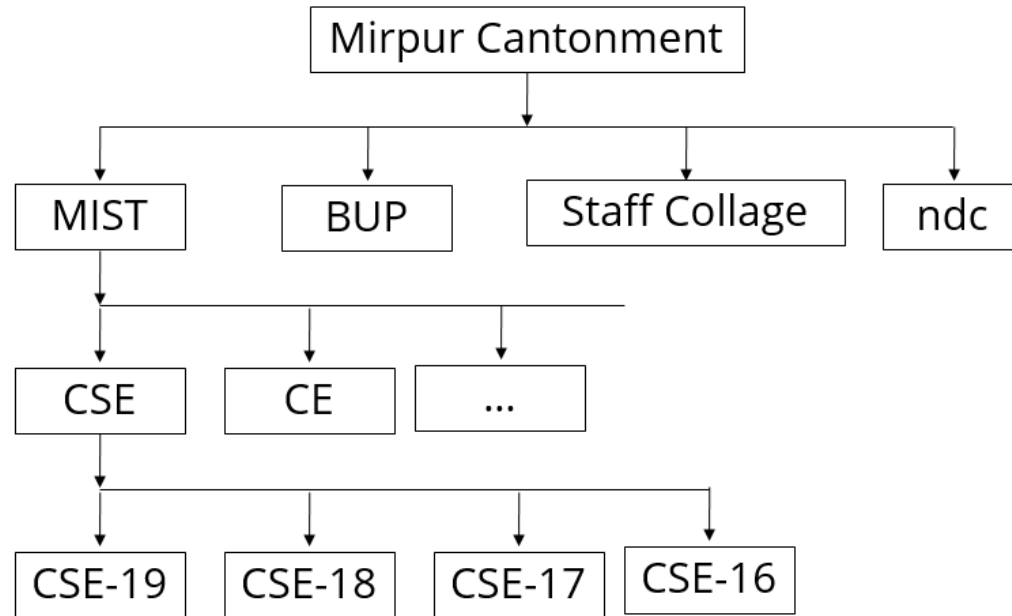 Mirpur Cantonment
MIST
BUP
Staff Collage
ndc
CSE
CE
...
CSE-19
CSE-18
CSE-17
CSE-16